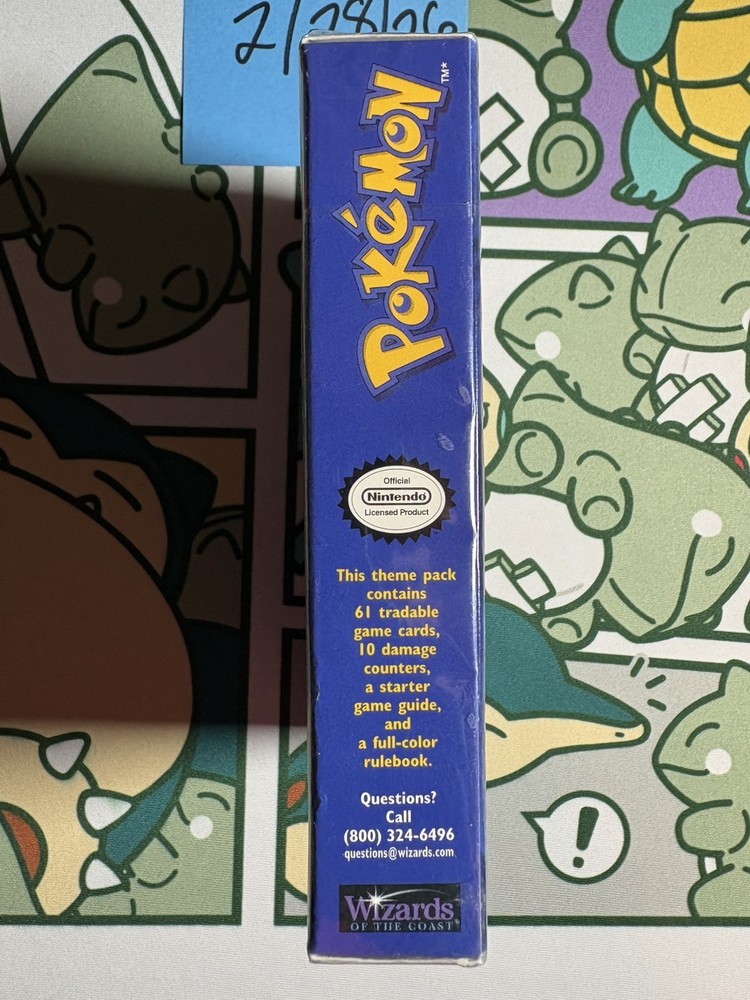 2/28/26
POKéMON™*
Official
Nintendo®
Licensed Product
This theme pack
contains
61 tradable
game cards,
10 damage
counters,
a starter
game guide,
and
a full-color
rulebook.
Questions?
Call
(800) 324-6496
questions@wizards.com
Wizards
OF THE COAST
!